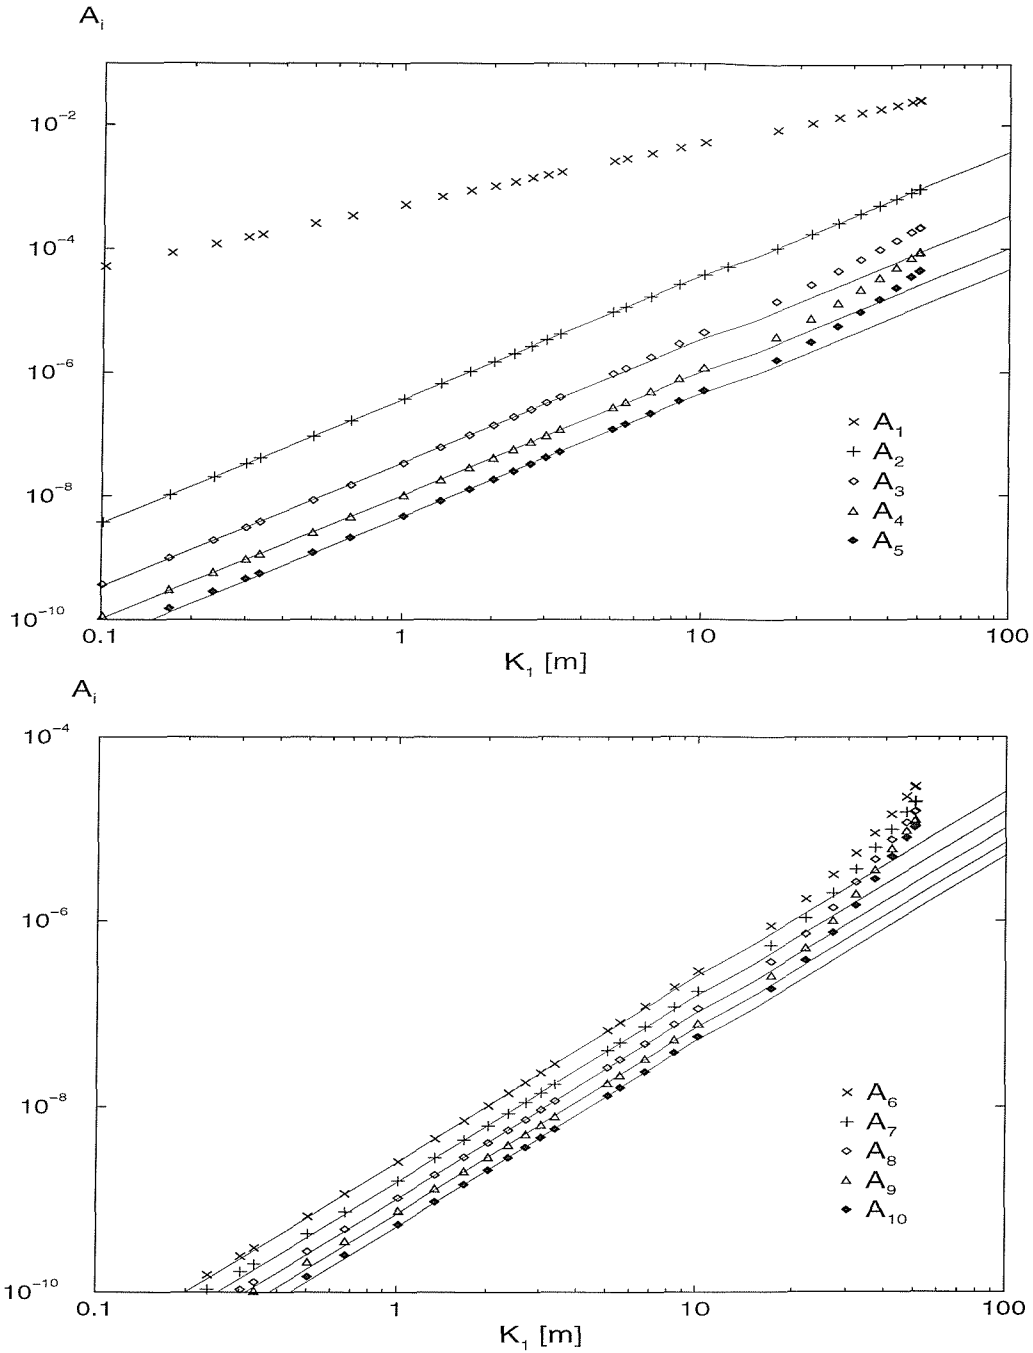 A_i
10^−2
10^−4
10^−6
10^−8
10^−10
0.1 1 10 100
K_1 [m]
× A_1
+ A_2
◇ A_3
△ A_4
◆ A_5
A_i
10^−4
10^−6
10^−8
10^−10
0.1 1 10 100
K_1 [m]
× A_6
+ A_7
◇ A_8
△ A_9
◆ A_10